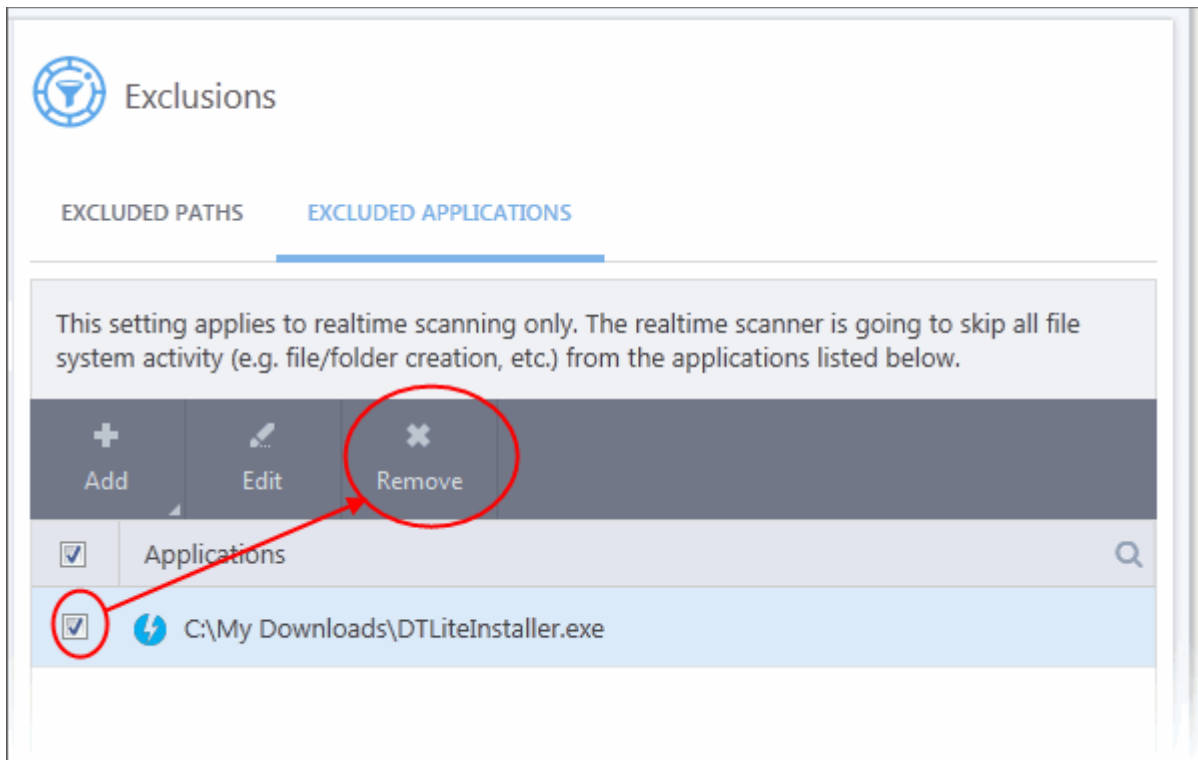 Exclusions
EXCLUDED PATHS EXCLUDED APPLICATIONS
This setting applies to realtime scanning only. The realtime scanner is going to skip all file
system activity (e.g. file/folder creation, etc.) from the applications listed below.
Add Edit Remove
Applications
C:\My Downloads\DTLiteInstaller.exe